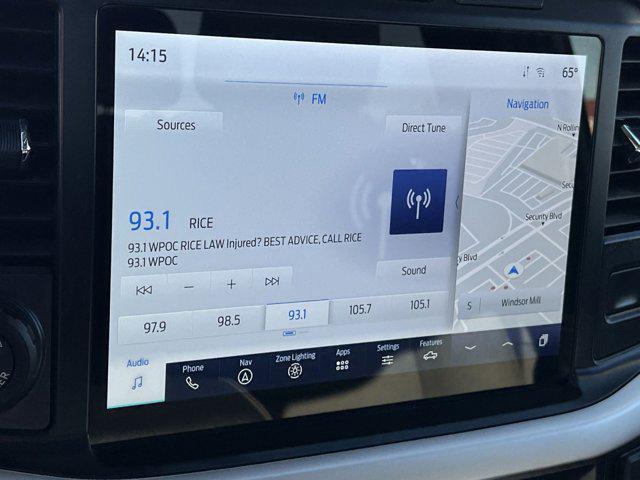 14:15
65°
FM
Navigation
Sources
Direct Tune
N Rollin
Security Blvd
93.1 RICE
93.1 WPOC RICE LAW Injured? BEST ADVICE, CALL RICE
93.1 WPOC
Sound
y Blvd
S Windsor Mill
97.9 98.5 93.1 105.7 105.1
Audio Phone Nav Zone Lighting Apps Settings Features